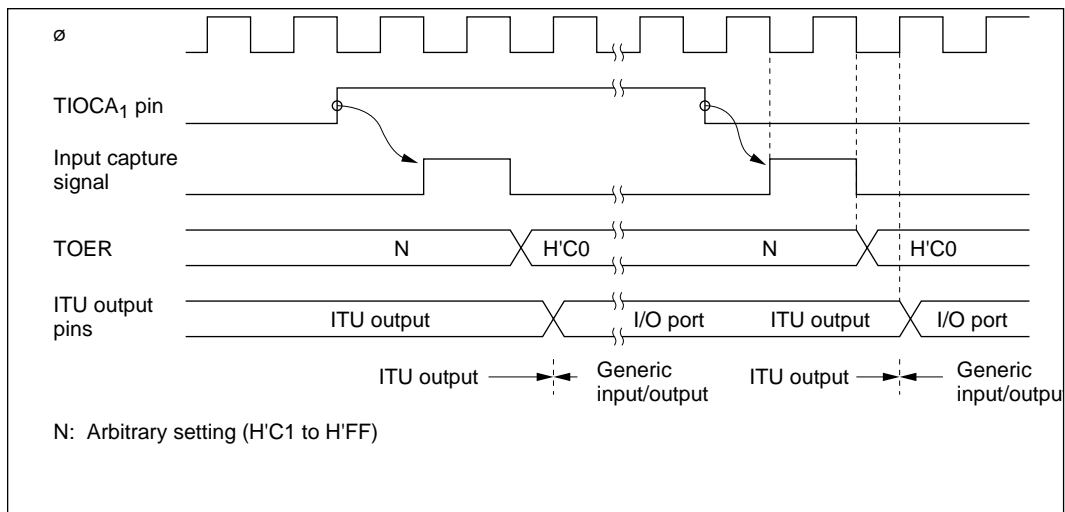 ø
TIOCA1 pin
Input capture
signal
TOER
N
H'C0
N
H'C0
ITU output
pins
ITU output
I/O port
ITU output
I/O port
ITU output
Generic
input/output
ITU output
Generic
input/outpu
N: Arbitrary setting (H'C1 to H'FF)